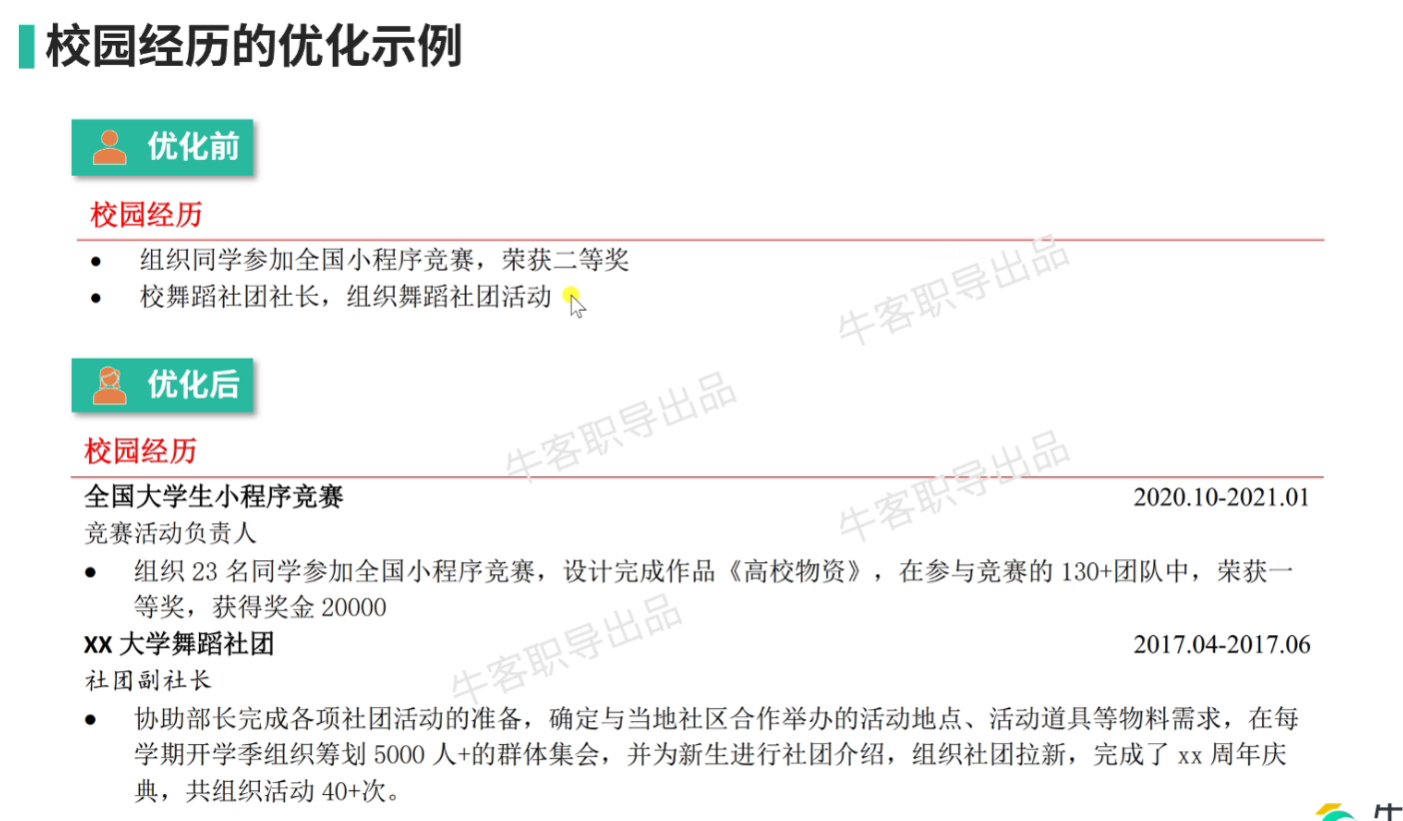 校园经历的优化示例
优化前
校园经历
• 组织同学参加全国小程序竞赛，荣获二等奖
• 校舞蹈社团社长，组织舞蹈社团活动
牛客职导出品
优化后
牛客职导出品
校园经历
牛客职导出品
全国大学生小程序竞赛 2020.10-2021.01
竞赛活动负责人
• 组织 23 名同学参加全国小程序竞赛，设计完成作品《高校物资》，在参与竞赛的 130+团队中，荣获一
等奖，获得奖金 20000
牛客职导出品
XX 大学舞蹈社团 2017.04-2017.06
社团副社长
• 协助部长完成各项社团活动的准备，确定与当地社区合作举办的活动地点、活动道具等物料需求，在每
学期开学季组织筹划 5000 人+的群体集会，并为新生进行社团介绍，组织社团拉新，完成了 xx 周年庆
典，共组织活动 40+次。